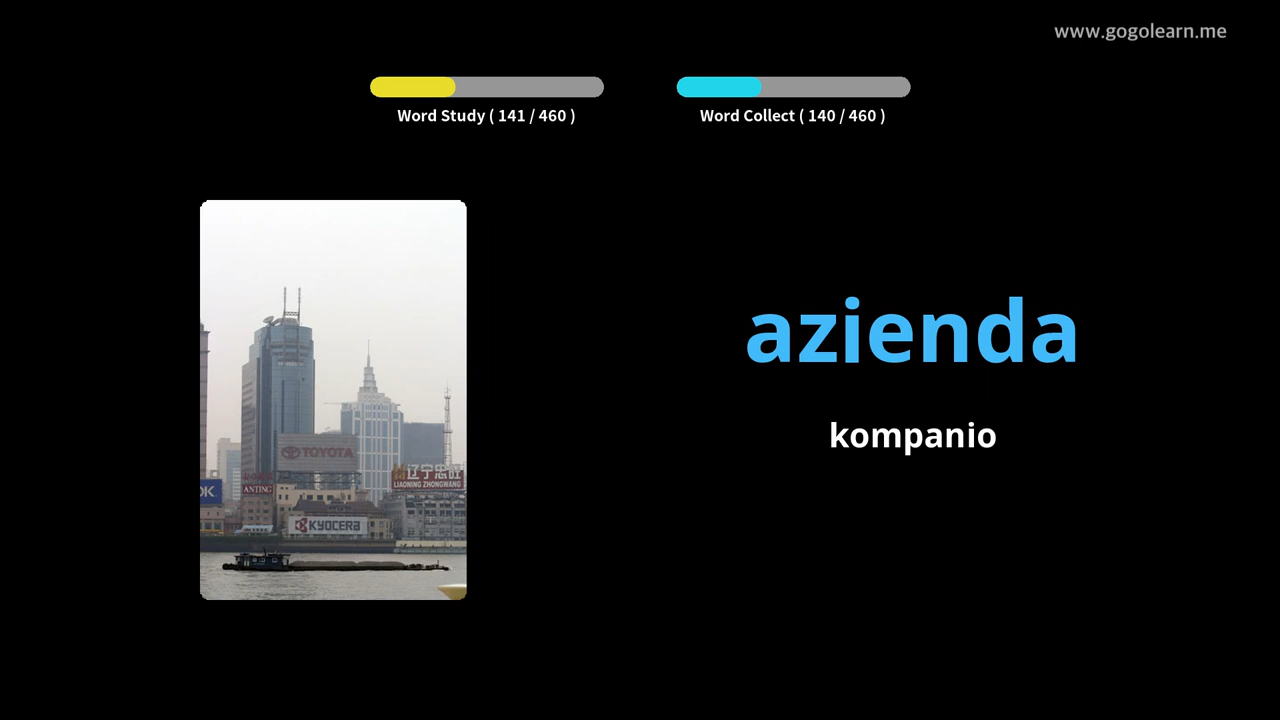 www.gogolearn.me
Word Study ( 141 / 460 )
Word Collect ( 140 / 460 )
azienda
kompanio
TOYOTA
辽宁忠旺
LIAONING ZHONGWANG
OK
ANTING
KYOCERA